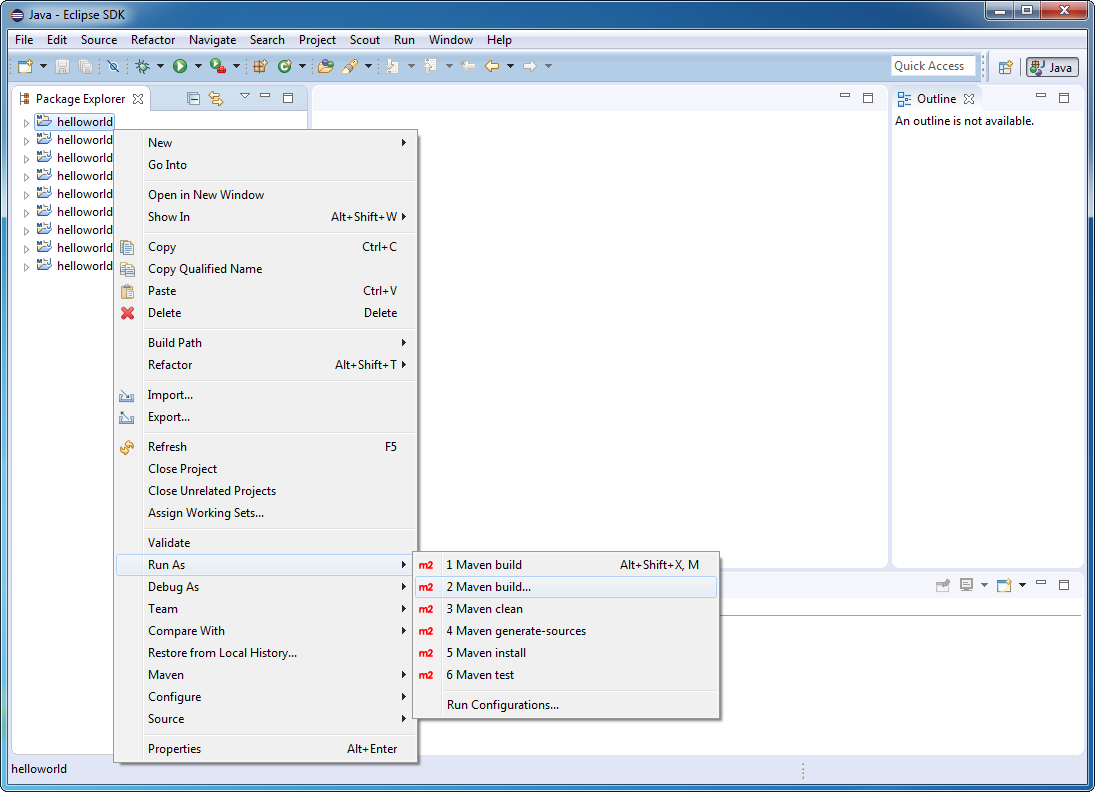 Java - Eclipse SDK
File Edit Source Refactor Navigate Search Project Scout Run Window Help
Quick Access Java
Package Explorer
Outline
An outline is not available.
helloworld
helloworld
helloworld
helloworld
helloworld
helloworld
helloworld
helloworld
helloworld
New
Go Into
Open in New Window
Show In Alt+Shift+W
Copy Ctrl+C
Copy Qualified Name
Paste Ctrl+V
Delete Delete
Build Path
Refactor Alt+Shift+T
Import...
Export...
Refresh F5
Close Project
Close Unrelated Projects
Assign Working Sets...
Validate
Run As
Debug As
Team
Compare With
Restore from Local History...
Maven
Configure
Source
Properties Alt+Enter
m2 1 Maven build Alt+Shift+X, M
m2 2 Maven build...
m2 3 Maven clean
m2 4 Maven generate-sources
m2 5 Maven install
m2 6 Maven test
Run Configurations...
helloworld